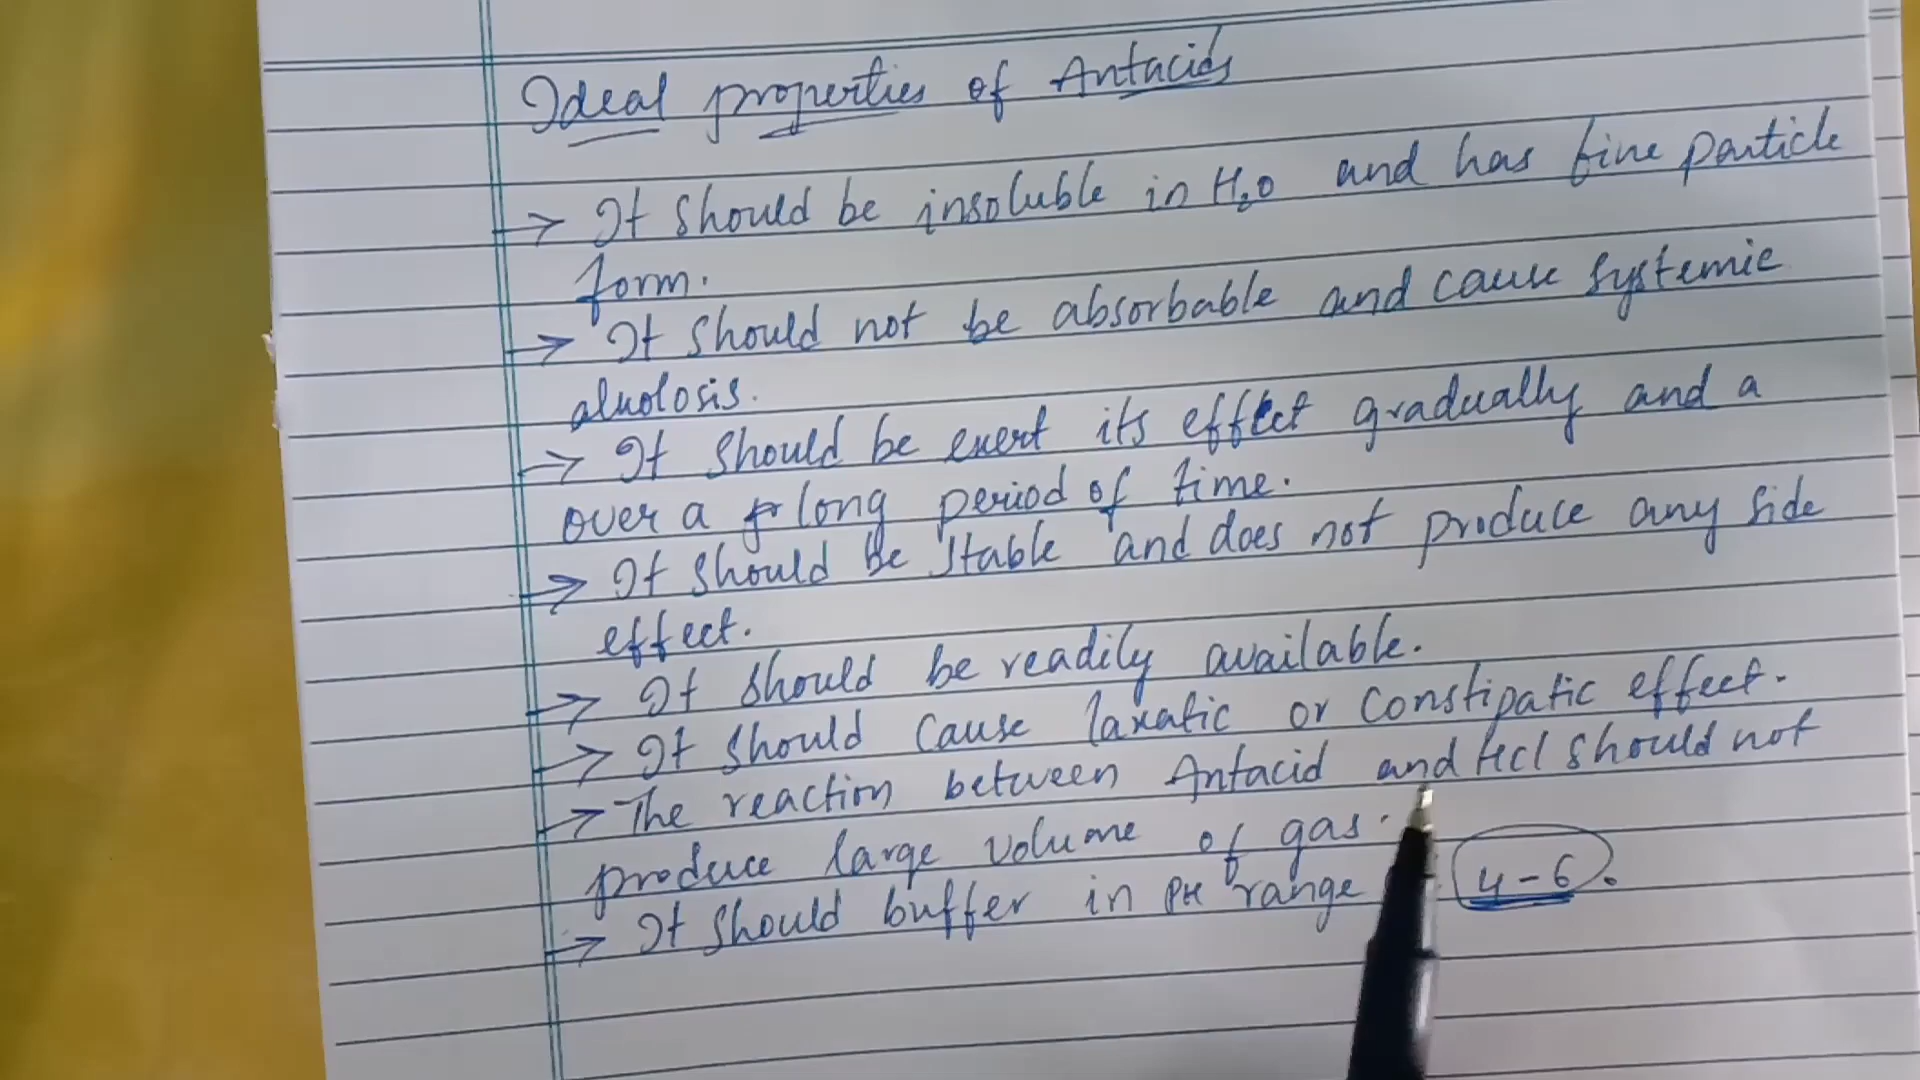 Ideal properties of Antacids
-> It should be insoluble in H₂O and has fine particle
form.
-> It should not be absorbable and cause systemic
alkolosis.
-> It should be exert its effect gradually and a
over a long period of time.
-> It should be stable and does not produce any side
effect.
-> It should be readily available.
-> It should cause laxatic or constipatic effect.
-> The reaction between Antacid and Hcl should not
produce large volume of gas.
-> It should buffer in PH range 4-6.